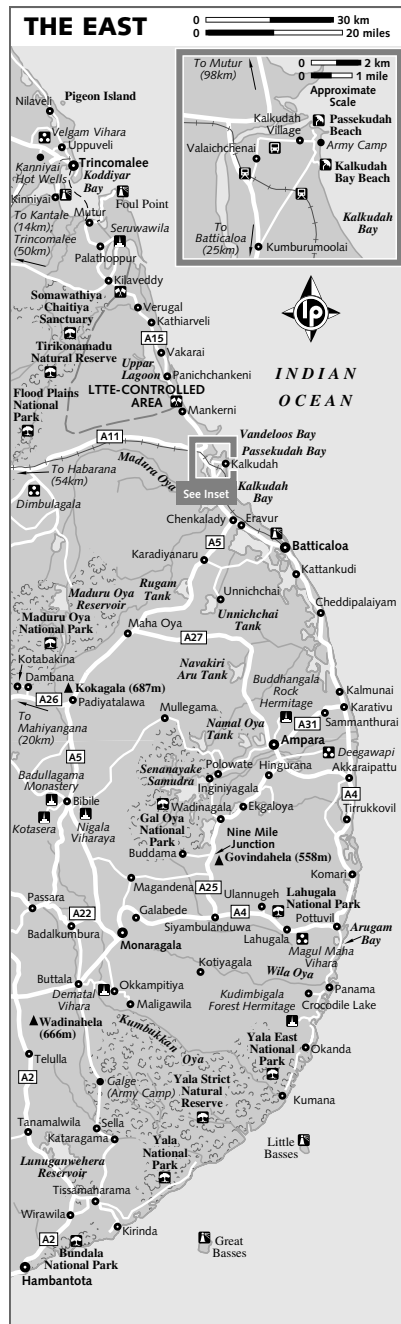 THE EAST
0 30 km
0 20 miles
To Mutur
(98km)
0 2 km
0 1 mile
Approximate
Scale
Kalkudah
Village
Passekudah
Beach
Valaichchenai
Army Camp
Kalkudah
Bay Beach
Kalkudah
Bay
To
Batticaloa
(25km)
Kumburumoolai
Pigeon Island
Nilaveli
Velgam Vihara
Uppuveli
Kanniyai
Hot Wells
Trincomalee
Koddiyar
Bay
Kinniyai
Foul Point
To Kantale
(14km);
Trincomalee
(50km)
Mutur
Seruwawila
Palathoppur
Kilaveddy
Somawathiya
Chaitiya
Sanctuary
Verugal
Kathiarveli
Tirikonamadu
Natural Reserve
A15
Vakarai
Uppar
Lagoon
Panichchankeni
INDIAN
OCEAN
lp
LTTE-CONTROLLED
AREA
Flood Plains
National
Park
Mankerni
A11
Vandeloos Bay
Passekudah Bay
To Habarana
(54km)
Madura Oya
Kalkudah
See Inset
Kalkudah
Bay
Dimbulagala
Chenkalady
Eravur
A5
Batticaloa
Karadiyanaru
Kattankudi
Rugam
Tank
Unnichchai
Maduru Oya
Reservoir
Unnichchai
Tank
Cheddipalaiyam
Maduru Oya
National Park
Maha Oya
A27
Kotabakina
Navakiri
Aru Tank
Dambana
Kokagala (687m)
Buddhangala
Rock
Hermitage
Kalmunai
A26
Padiyatalawa
Mullegama
Karativu
A31
Sammanthurai
To
Mahiyangana
(20km)
Namal Oya
Tank
Ampara
Deegawapi
A5
Polowate
Hingurana
Akkaraipattu
Badullagama
Monastery
Senanayake
Samudra
Inginiyagala
A4
Bibile
Gal Oya
National
Park
Wadinagala
Ekgaloya
Tirrukkovil
Kotasera
Nigala
Viharaya
Nine Mile
Junction
Buddama
Govindahela (558m)
Komari
Magandena
A25
Ulannugeh
Lahugala
National Park
Passara
A22
Galabede
A4
Pottuvil
Badalkumbura
Siyambulanduwa
Lahugala
Arugam
Bay
Monaragala
Magul Maha
Vihara
Kotiyagala
Wila Oya
Buttala
Okkampitiya
Panama
Dematal
Vihara
Maligawila
Kudimbigala
Forest Hermitage
Crocodile Lake
Wadinahela
(666m)
Kumbukkan
Oya
Yala East
National
Park
Okanda
Telulla
A2
Galge
(Army Camp)
Yala Strict
Natural
Reserve
Kumana
Tanamalwila
Sella
Kataragama
Yala
National
Park
Little
Basses
Lunuganwehera
Reservoir
Tissamaharama
Wirawila
Kirinda
A2
Great
Basses
Bundala
National Park
Hambantota